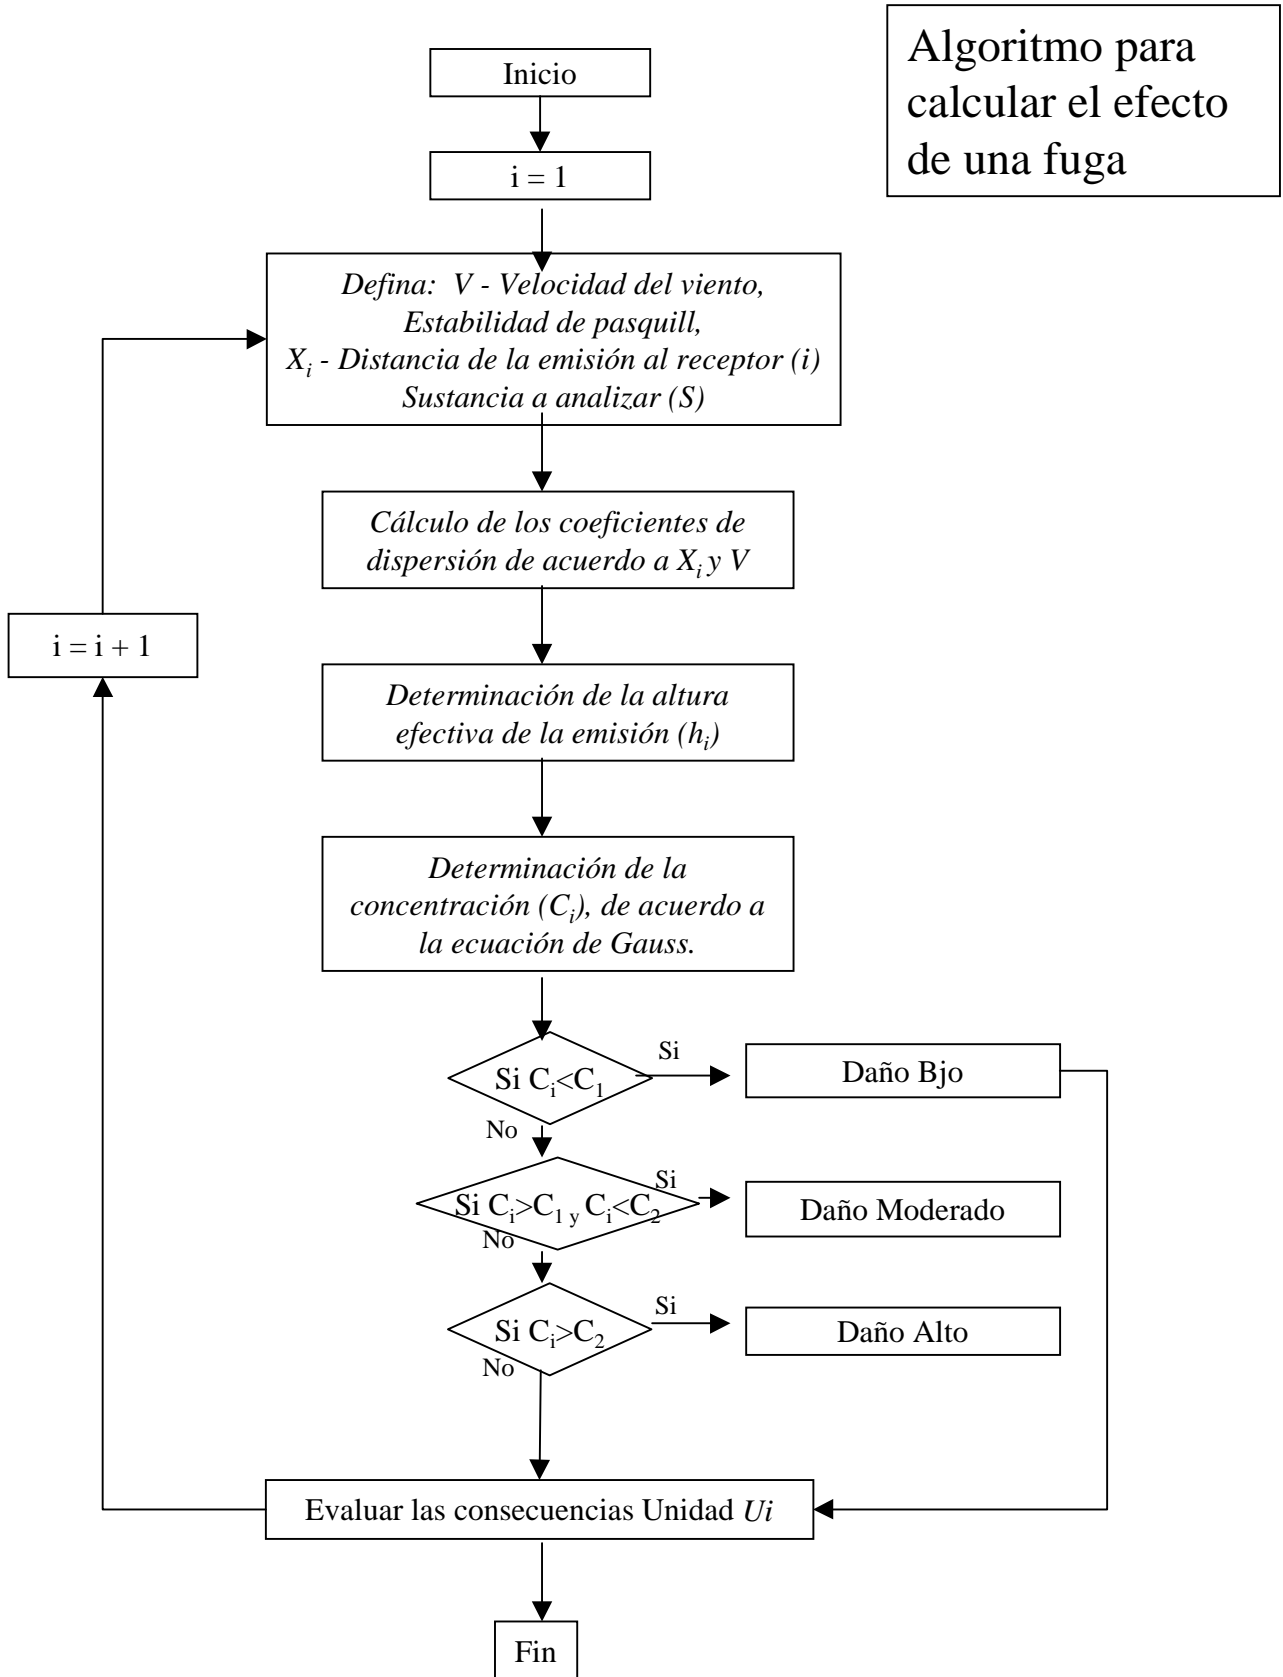 Algoritmo para
calcular el efecto
de una fuga
Inicio
i = 1
Defina: V - Velocidad del viento,
Estabilidad de pasquill,
Xi - Distancia de la emisión al receptor (i)
Sustancia a analizar (S)
Cálculo de los coeficientes de
dispersión de acuerdo a Xi y V
i = i + 1
Determinación de la altura
efectiva de la emisión (hi)
Determinación de la
concentración (Ci), de acuerdo a
la ecuación de Gauss.
Si Ci<C1
Si
Daño Bjo
No
Si Ci>C1 y Ci<C2
Si
Daño Moderado
No
Si Ci>C2
Si
Daño Alto
No
Evaluar las consecuencias Unidad Ui
Fin